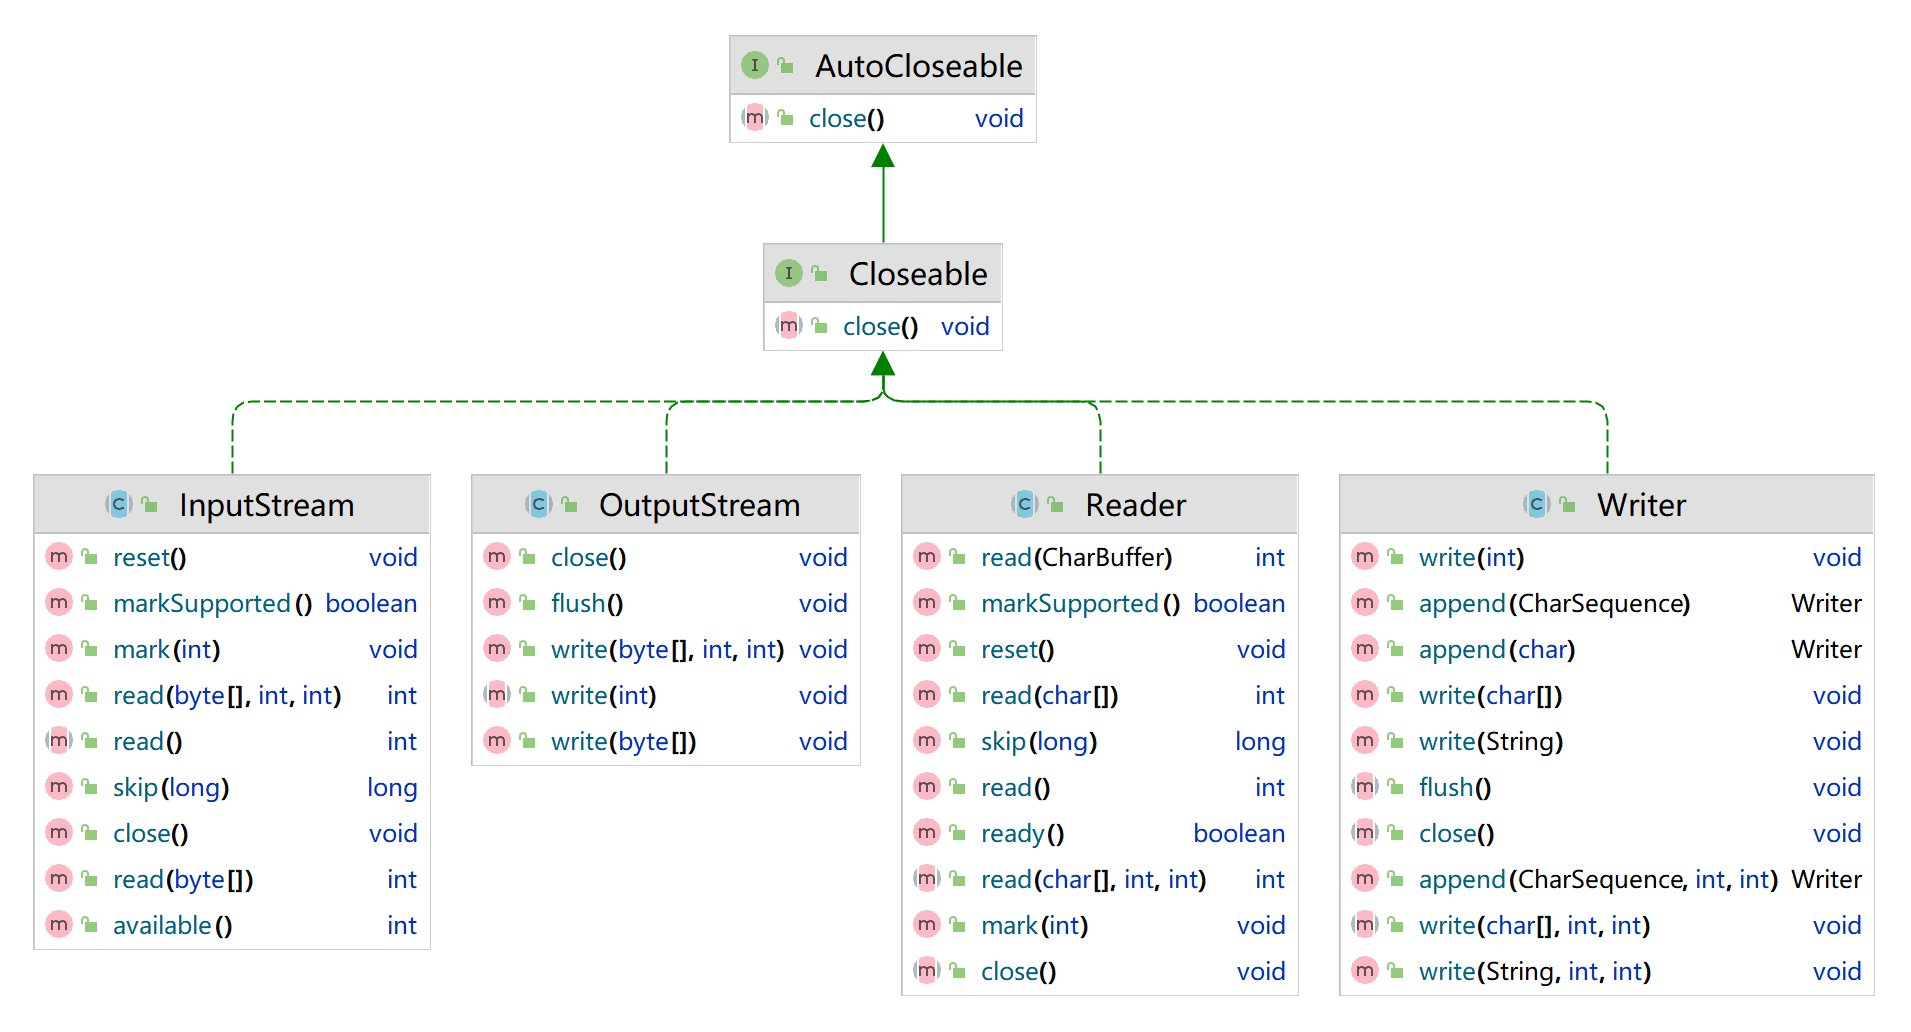 I AutoCloseable
m close() void
I Closeable
m close() void
C InputStream
m reset() void
m markSupported() boolean
m mark(int) void
m read(byte[], int, int) int
m read() int
m skip(long) long
m close() void
m read(byte[]) int
m available() int
C OutputStream
m close() void
m flush() void
m write(byte[], int, int) void
m write(int) void
m write(byte[]) void
C Reader
m read(CharBuffer) int
m markSupported() boolean
m reset() void
m read(char[]) int
m skip(long) long
m read() int
m ready() boolean
m read(char[], int, int) int
m mark(int) void
m close() void
C Writer
m write(int) void
m append(CharSequence) Writer
m append(char) Writer
m write(char[]) void
m write(String) void
m flush() void
m close() void
m append(CharSequence, int, int) Writer
m write(char[], int, int) void
m write(String, int, int) void